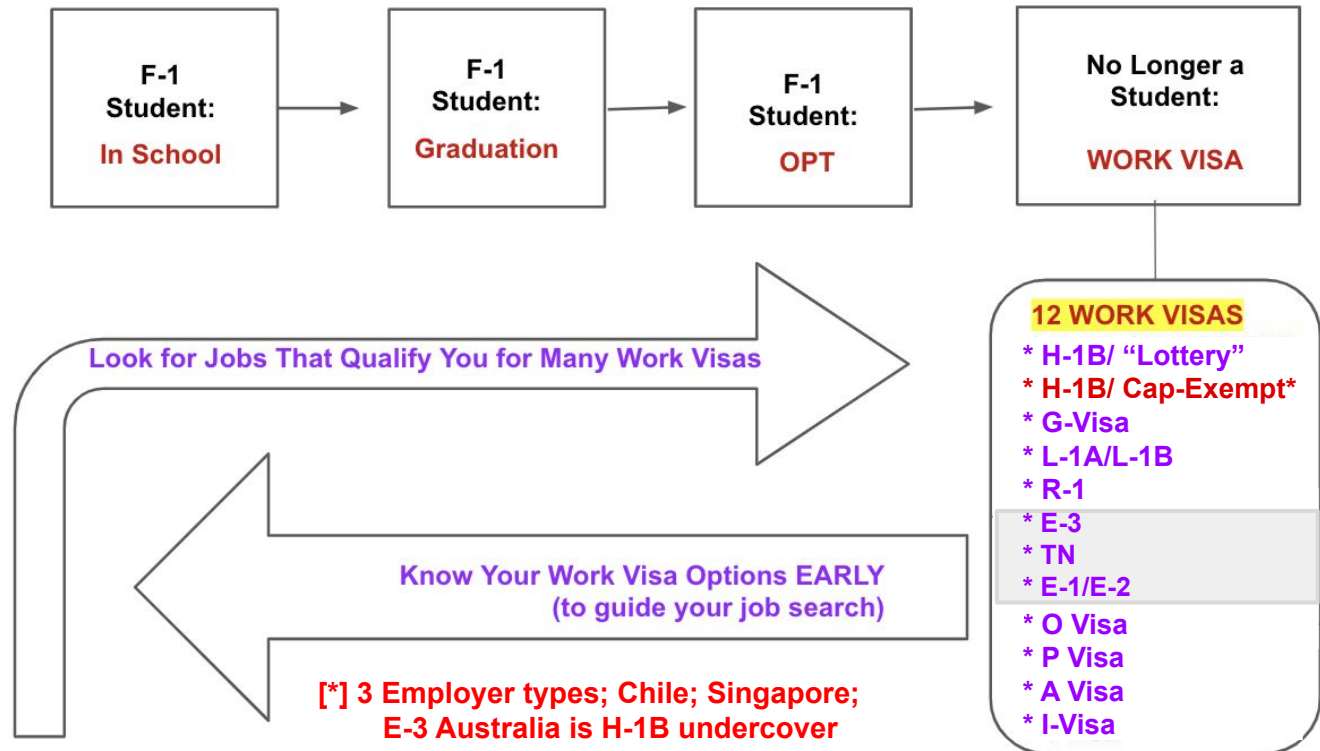 F-1
Student:
In School
F-1
Student:
Graduation
F-1
Student:
OPT
No Longer a
Student:
WORK VISA
Look for Jobs That Qualify You for Many Work Visas
Know Your Work Visa Options EARLY
(to guide your job search)
[*] 3 Employer types; Chile; Singapore;
E-3 Australia is H-1B undercover
12 WORK VISAS
* H-1B/ “Lottery”
* H-1B/ Cap-Exempt*
* G-Visa
* L-1A/L-1B
* R-1
* E-3
* TN
* E-1/E-2
* O Visa
* P Visa
* A Visa
* I-Visa